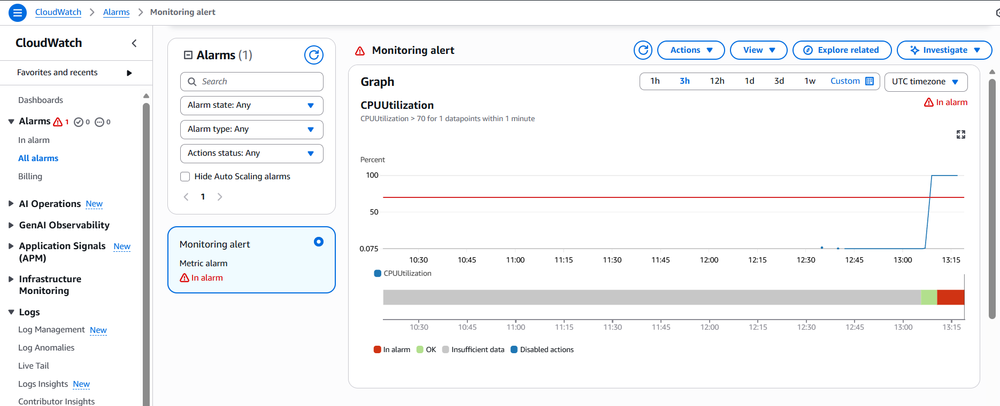 CloudWatch > Alarms > Monitoring alert
CloudWatch
Favorites and recents
Dashboards
Alarms 1 0 0
In alarm
All alarms
Billing
AI Operations New
GenAI Observability
Application Signals New
(APM)
Infrastructure
Monitoring
Logs
Log Management New
Log Anomalies
Live Tail
Logs Insights New
Contributor Insights
Alarms (1)
Search
Alarm state: Any
Alarm type: Any
Actions status: Any
Hide Auto Scaling alarms
1
Monitoring alert
Metric alarm
In alarm
Monitoring alert
Actions View Explore related Investigate
Graph
1h 3h 12h 1d 3d 1w Custom UTC timezone
CPUUtilization
In alarm
CPUUtilization > 70 for 1 datapoints within 1 minute
Percent
100
50
0.075
10:30 10:45 11:00 11:15 11:30 11:45 12:00 12:15 12:30 12:45 13:00 13:15
CPUUtilization
10:30 10:45 11:00 11:15 11:30 11:45 12:00 12:15 12:30 12:45 13:00 13:15
In alarm OK Insufficient data Disabled actions